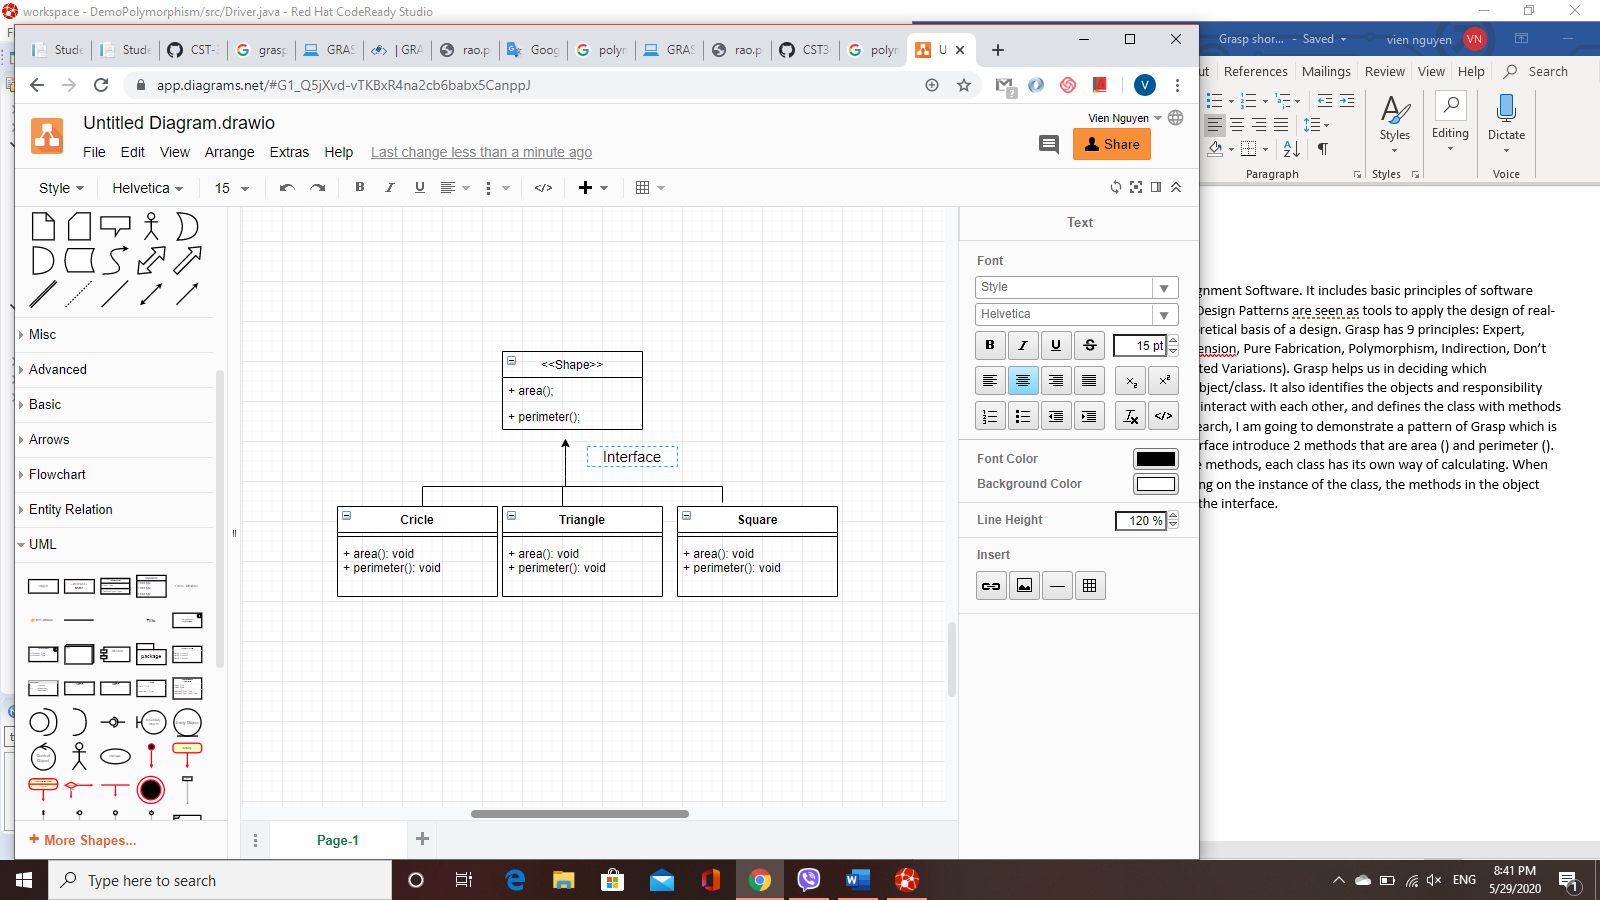 workspace - DemoPolymorphism/src/Driver.java - Red Hat CodeReady Studio
Stude
Stude
CST-
grasp
GRAS
| GRA
rao.p
Goog
polyn
GRAS
rao.p
CST3
polyn
U
app.diagrams.net/#G1_Q5jXvd-vTKBxR4na2cb6babx5CanppJ
V
Untitled Diagram.drawio
Vien Nguyen
File Edit View Arrange Extras Help Last change less than a minute ago
Share
Style Helvetica 15 B I U </>
Misc
Advanced
Basic
Arrows
Flowchart
Entity Relation
UML
package
Title
+ More Shapes...
<<Shape>>
+ area();
+ perimeter();
Interface
Cricle
+ area(): void
+ perimeter(): void
Triangle
+ area(): void
+ perimeter(): void
Square
+ area(): void
+ perimeter(): void
Page-1
Text
Font
Style
Helvetica
B I U S 15 pt
Font Color
Background Color
Line Height 120 %
Insert
Grasp shor... - Saved vien nguyen VN
ut References Mailings Review View Help Search
Styles Editing Dictate
Paragraph Styles Voice
gnment Software. It includes basic principles of software
Design Patterns are seen as tools to apply the design of real-
retical basis of a design. Grasp has 9 principles: Expert,
ension, Pure Fabrication, Polymorphism, Indirection, Don’t
ted Variations). Grasp helps us in deciding which
bject/class. It also identifies the objects and responsibility
interact with each other, and defines the class with methods
earch, I am going to demonstrate a pattern of Grasp which is
rface introduce 2 methods that are area () and perimeter ().
e methods, each class has its own way of calculating. When
ng on the instance of the class, the methods in the object
the interface.
Type here to search
ENG
8:41 PM
5/29/2020
1